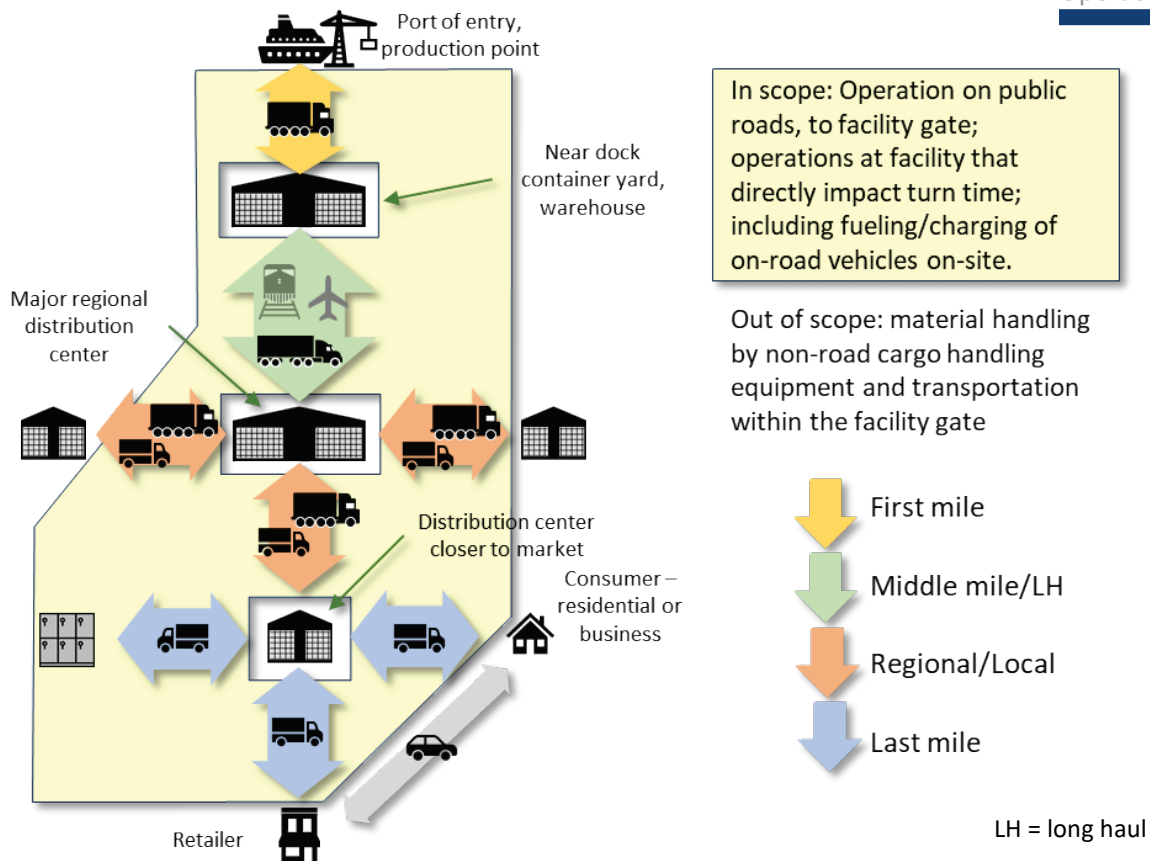 Port of entry,
production point
In scope: Operation on public
roads, to facility gate;
operations at facility that
directly impact turn time;
including fueling/charging of
on-road vehicles on-site.
Near dock
container yard,
warehouse
Major regional
distribution
center
Out of scope: material handling
by non-road cargo handling
equipment and transportation
within the facility gate
First mile
Distribution center
closer to market
Consumer –
residential or
business
Middle mile/LH
Regional/Local
Last mile
Retailer
LH = long haul